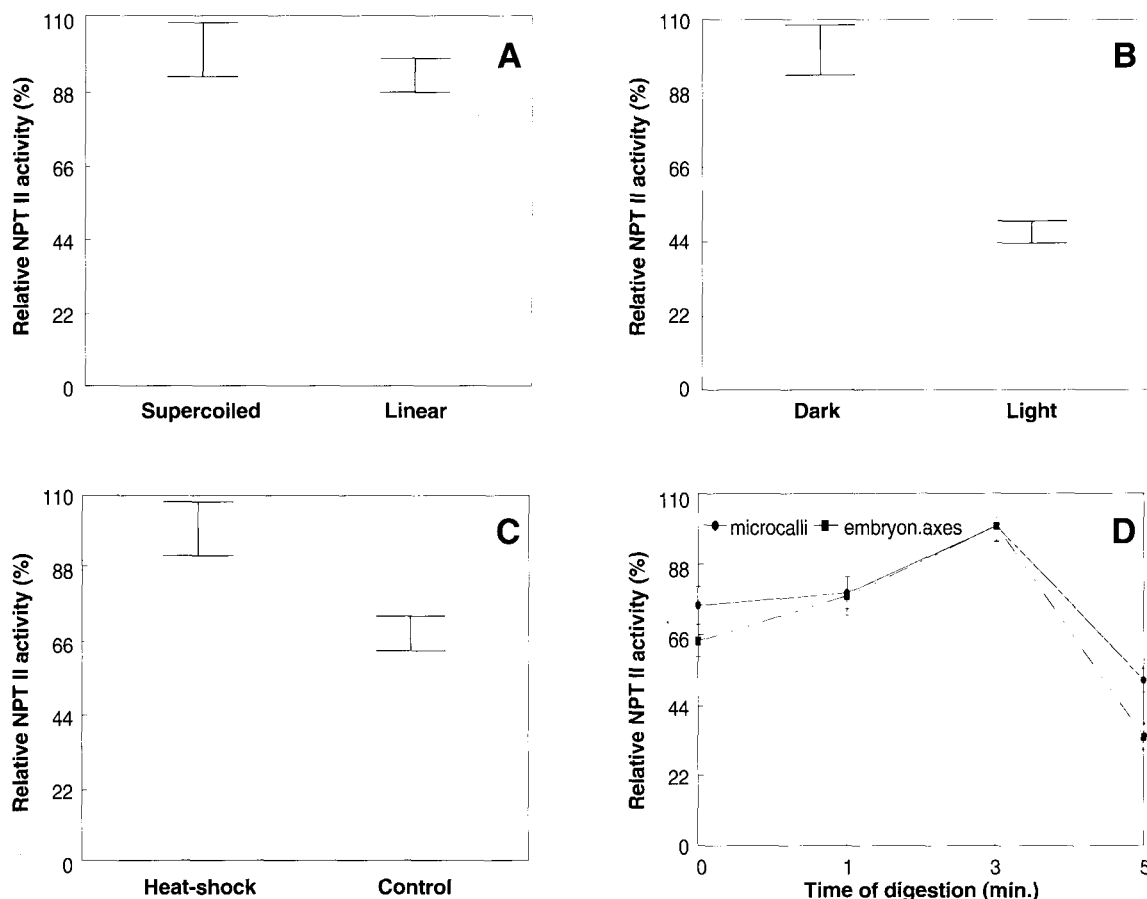 Relative NPT II activity (%)
110
88
66
44
22
0
A
Supercoiled Linear
Relative NPT II activity (%)
110
88
66
44
22
0
B
Dark Light
Relative NPT II activity (%)
110
88
66
44
22
0
C
Heat-shock Control
Relative NPT II activity (%)
110
88
66
44
22
0
microcalli embryon.axes
D
0 1 3 5
Time of digestion (min.)